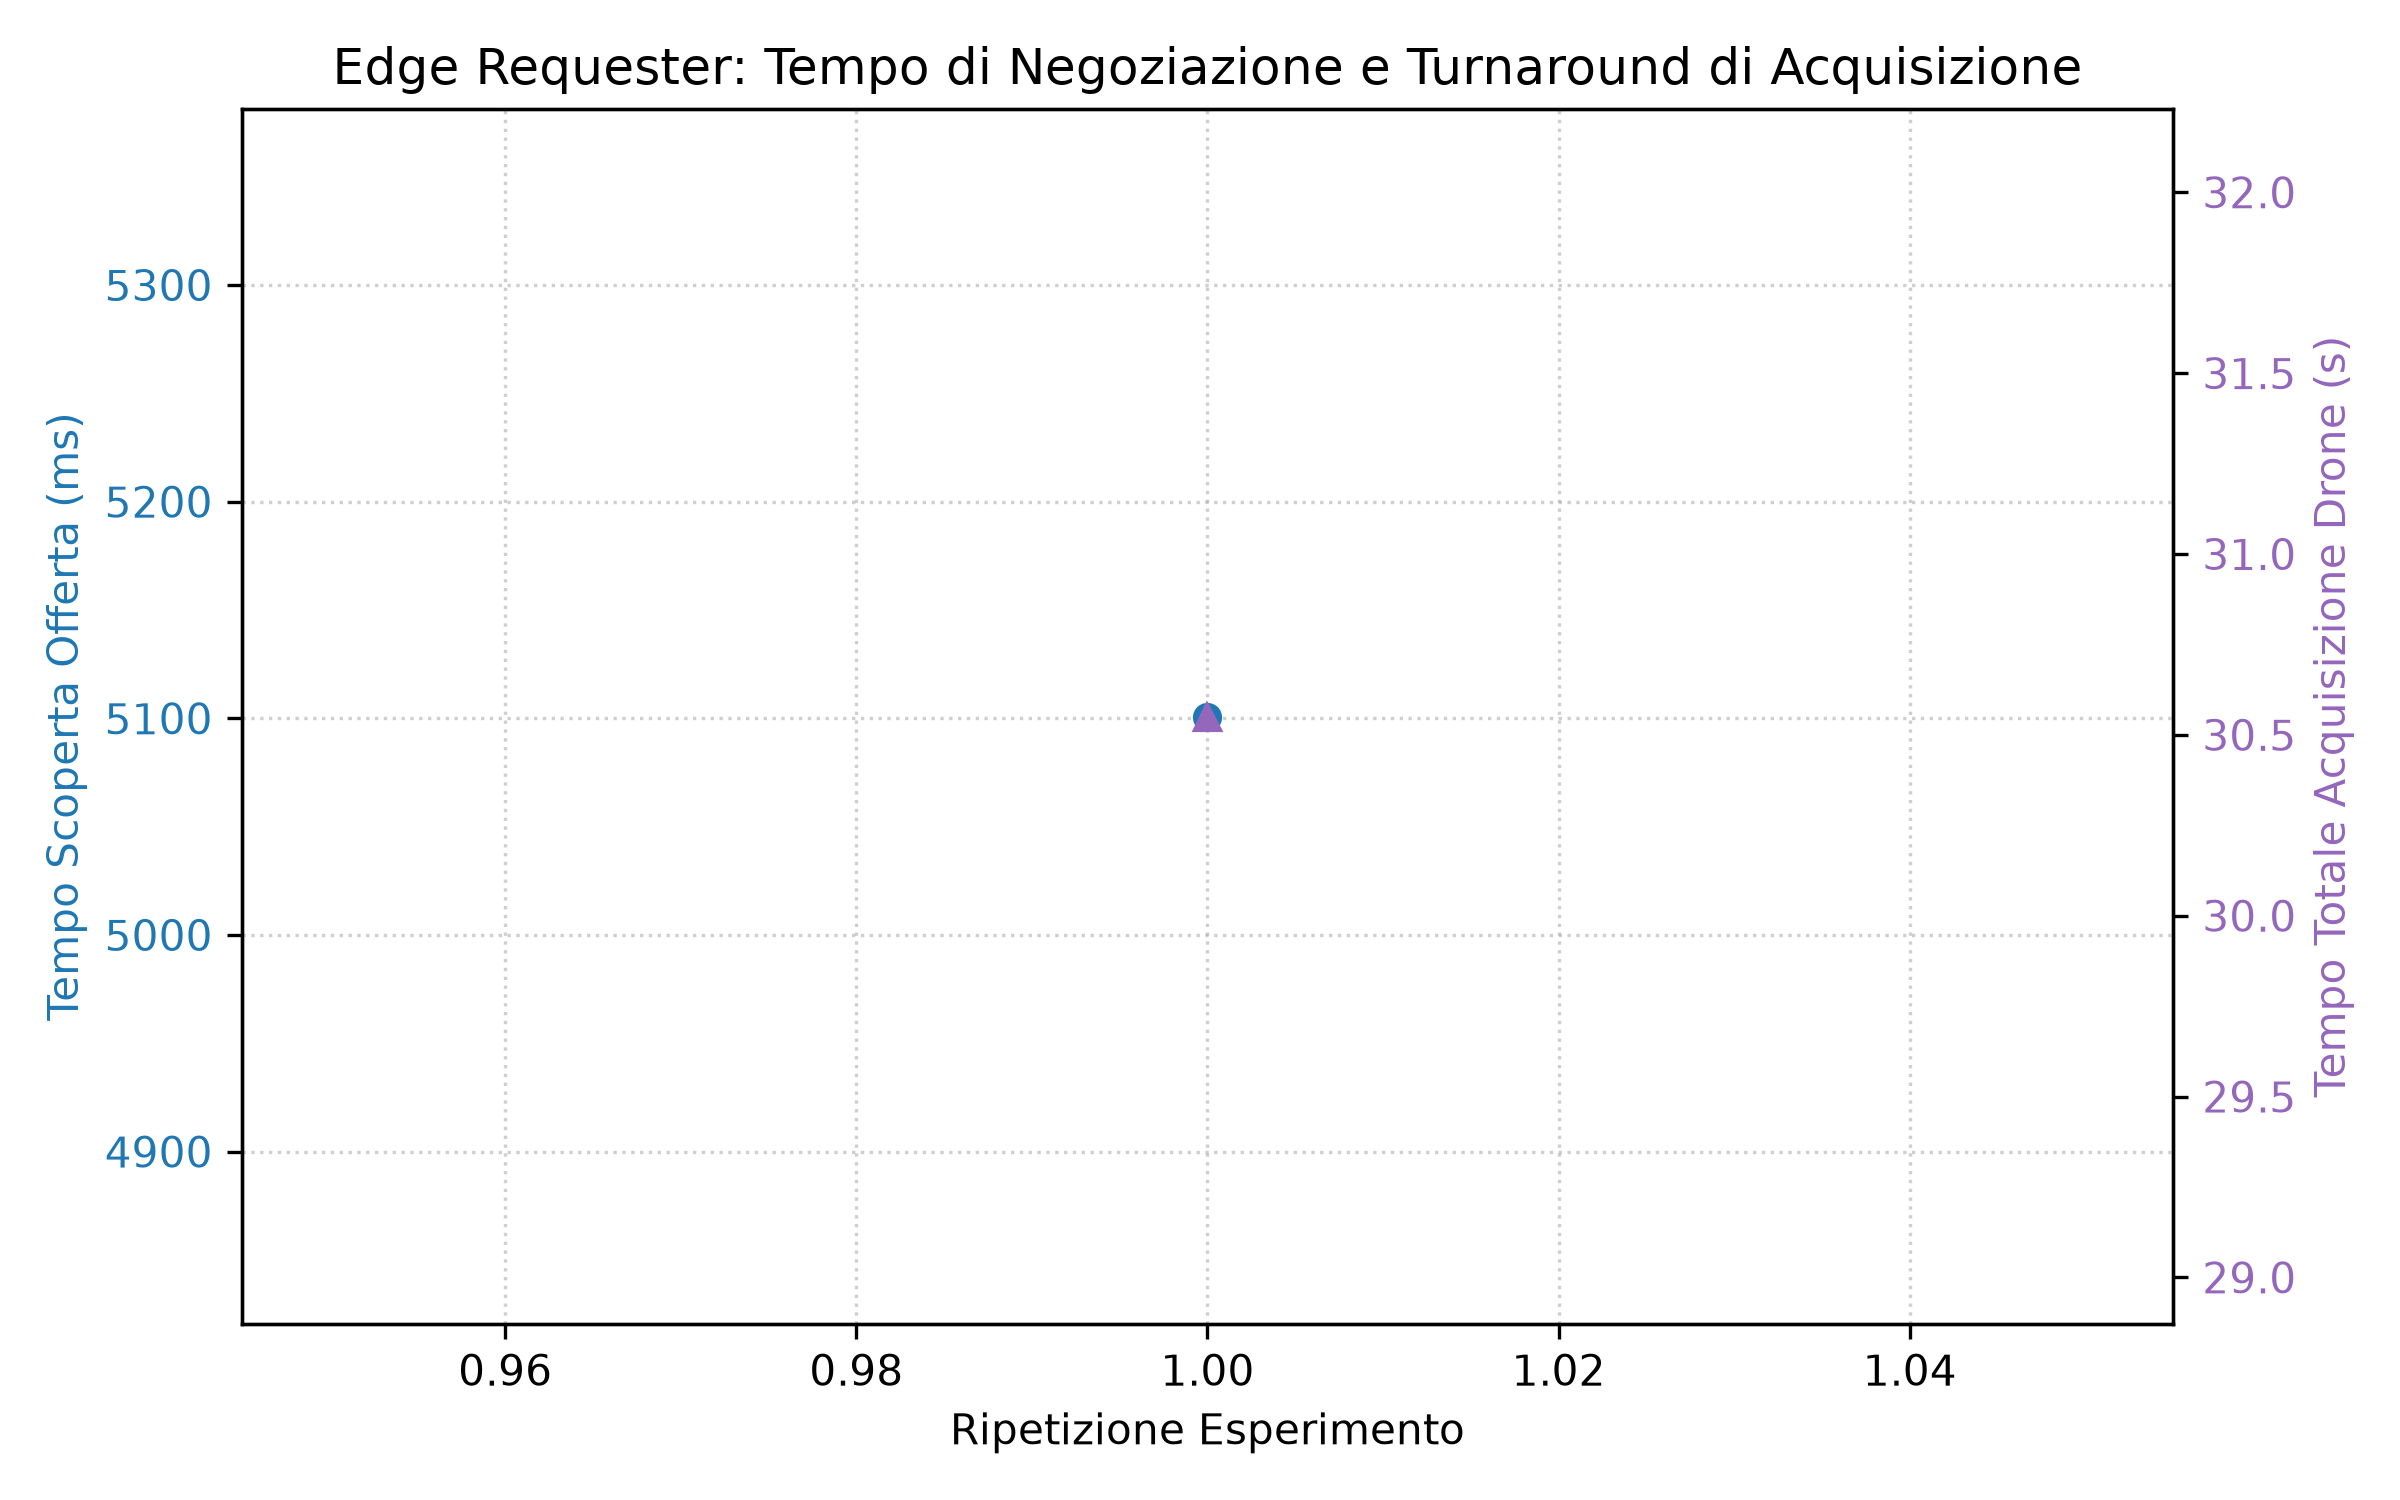 Edge Requester: Tempo di Negoziazione e Turnaround di Acquisizione
Tempo Scoperta Offerta (ms)
5300
5200
5100
5000
4900
32.0
31.5
31.0
30.5
30.0
29.5
29.0
Tempo Totale Acquisizione Drone (s)
0.96 0.98 1.00 1.02 1.04
Ripetizione Esperimento